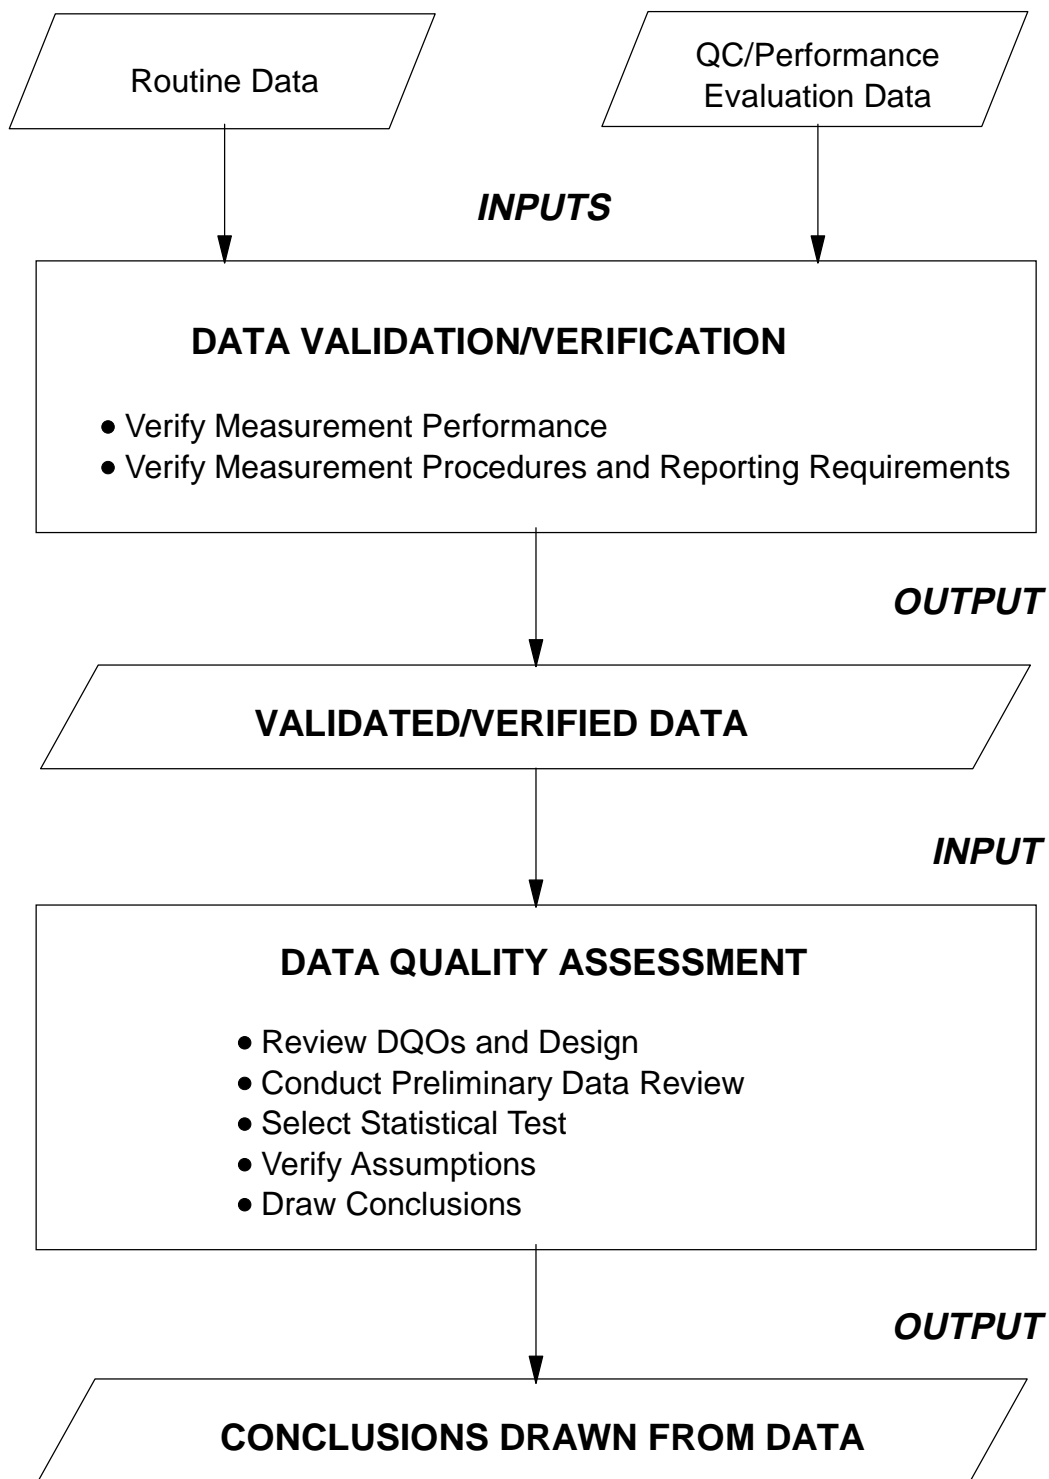 Routine Data
QC/Performance
Evaluation Data
INPUTS
DATA VALIDATION/VERIFICATION
• Verify Measurement Performance
• Verify Measurement Procedures and Reporting Requirements
OUTPUT
VALIDATED/VERIFIED DATA
INPUT
DATA QUALITY ASSESSMENT
• Review DQOs and Design
• Conduct Preliminary Data Review
• Select Statistical Test
• Verify Assumptions
• Draw Conclusions
OUTPUT
CONCLUSIONS DRAWN FROM DATA